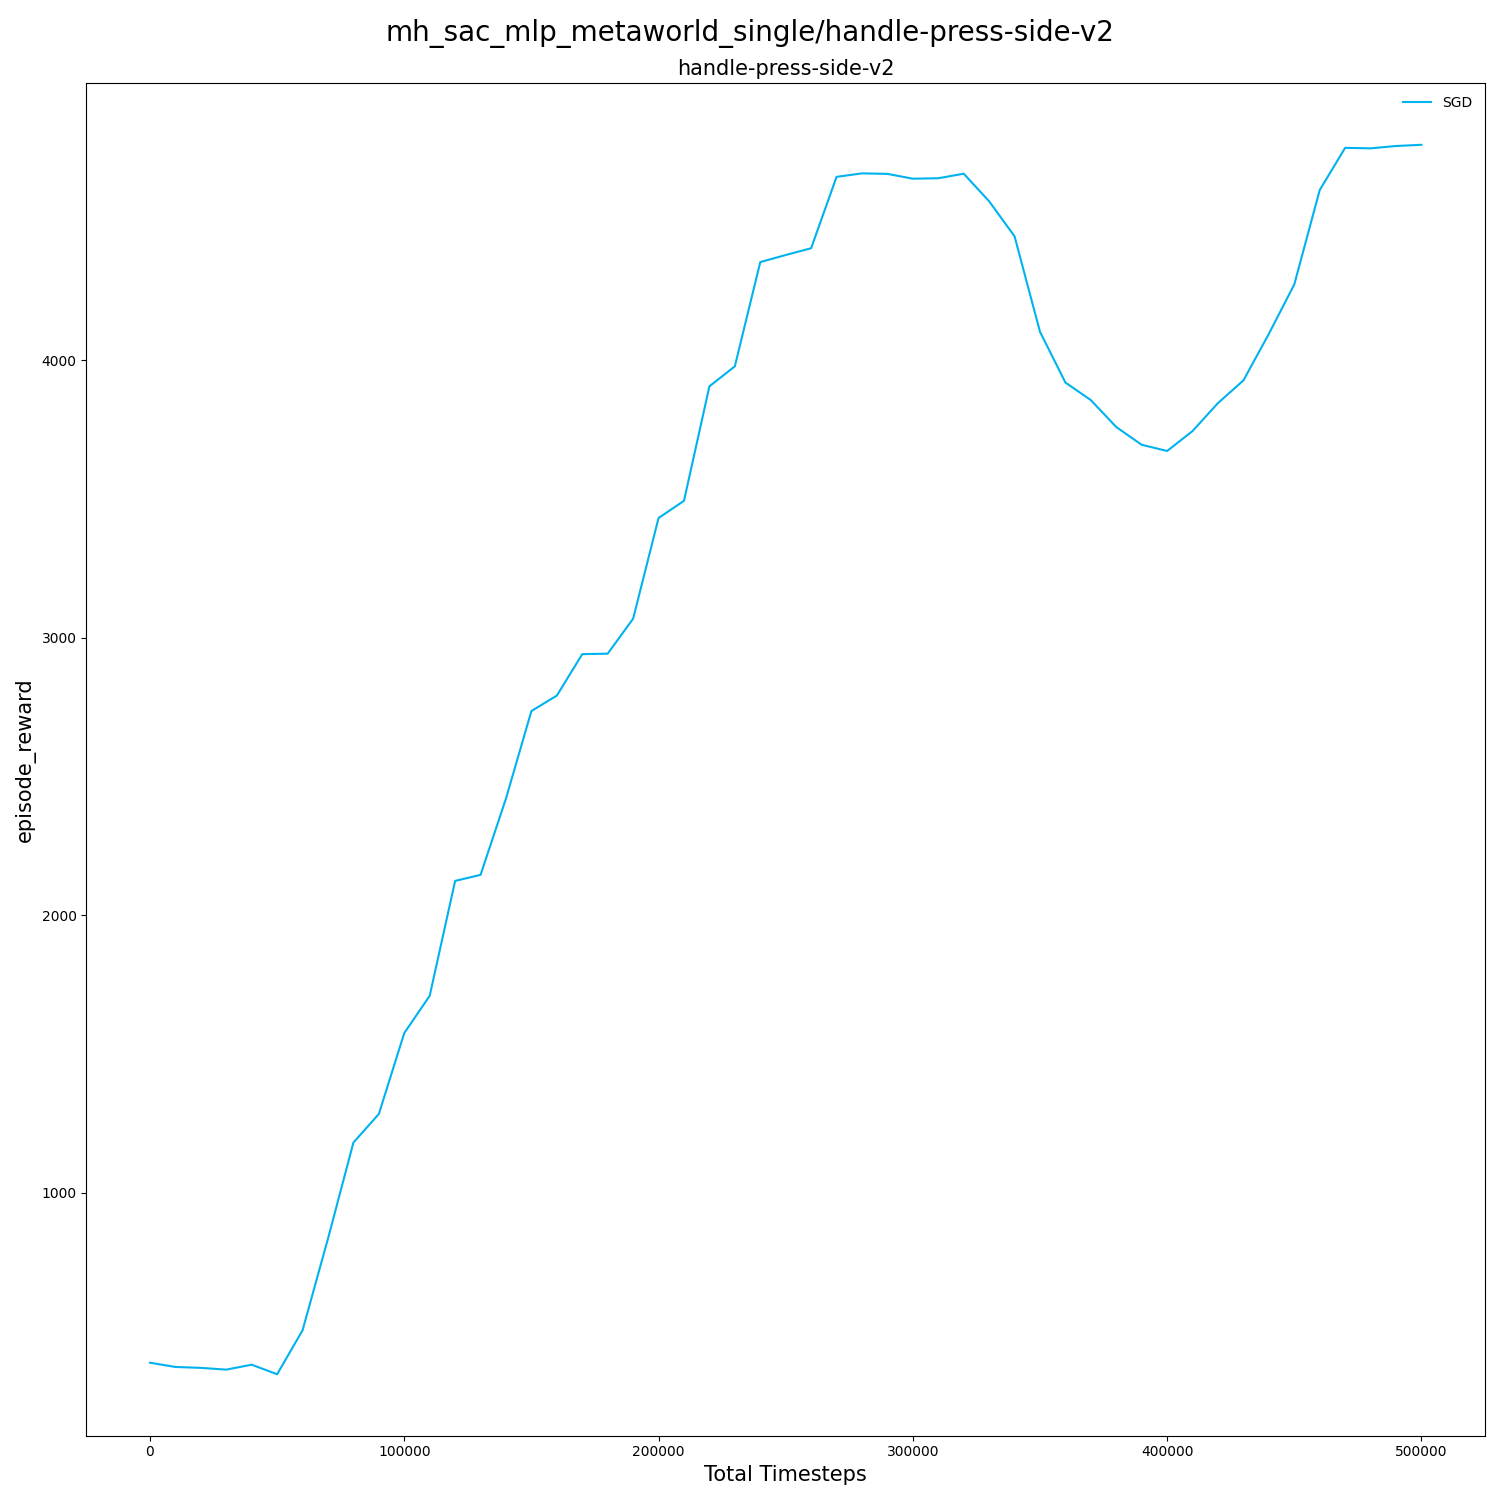 mh_sac_mlp_metaworld_single/handle-press-side-v2
handle-press-side-v2
SGD
4000
3000
2000
1000
episode_reward
0 100000 200000 300000 400000 500000
Total Timesteps